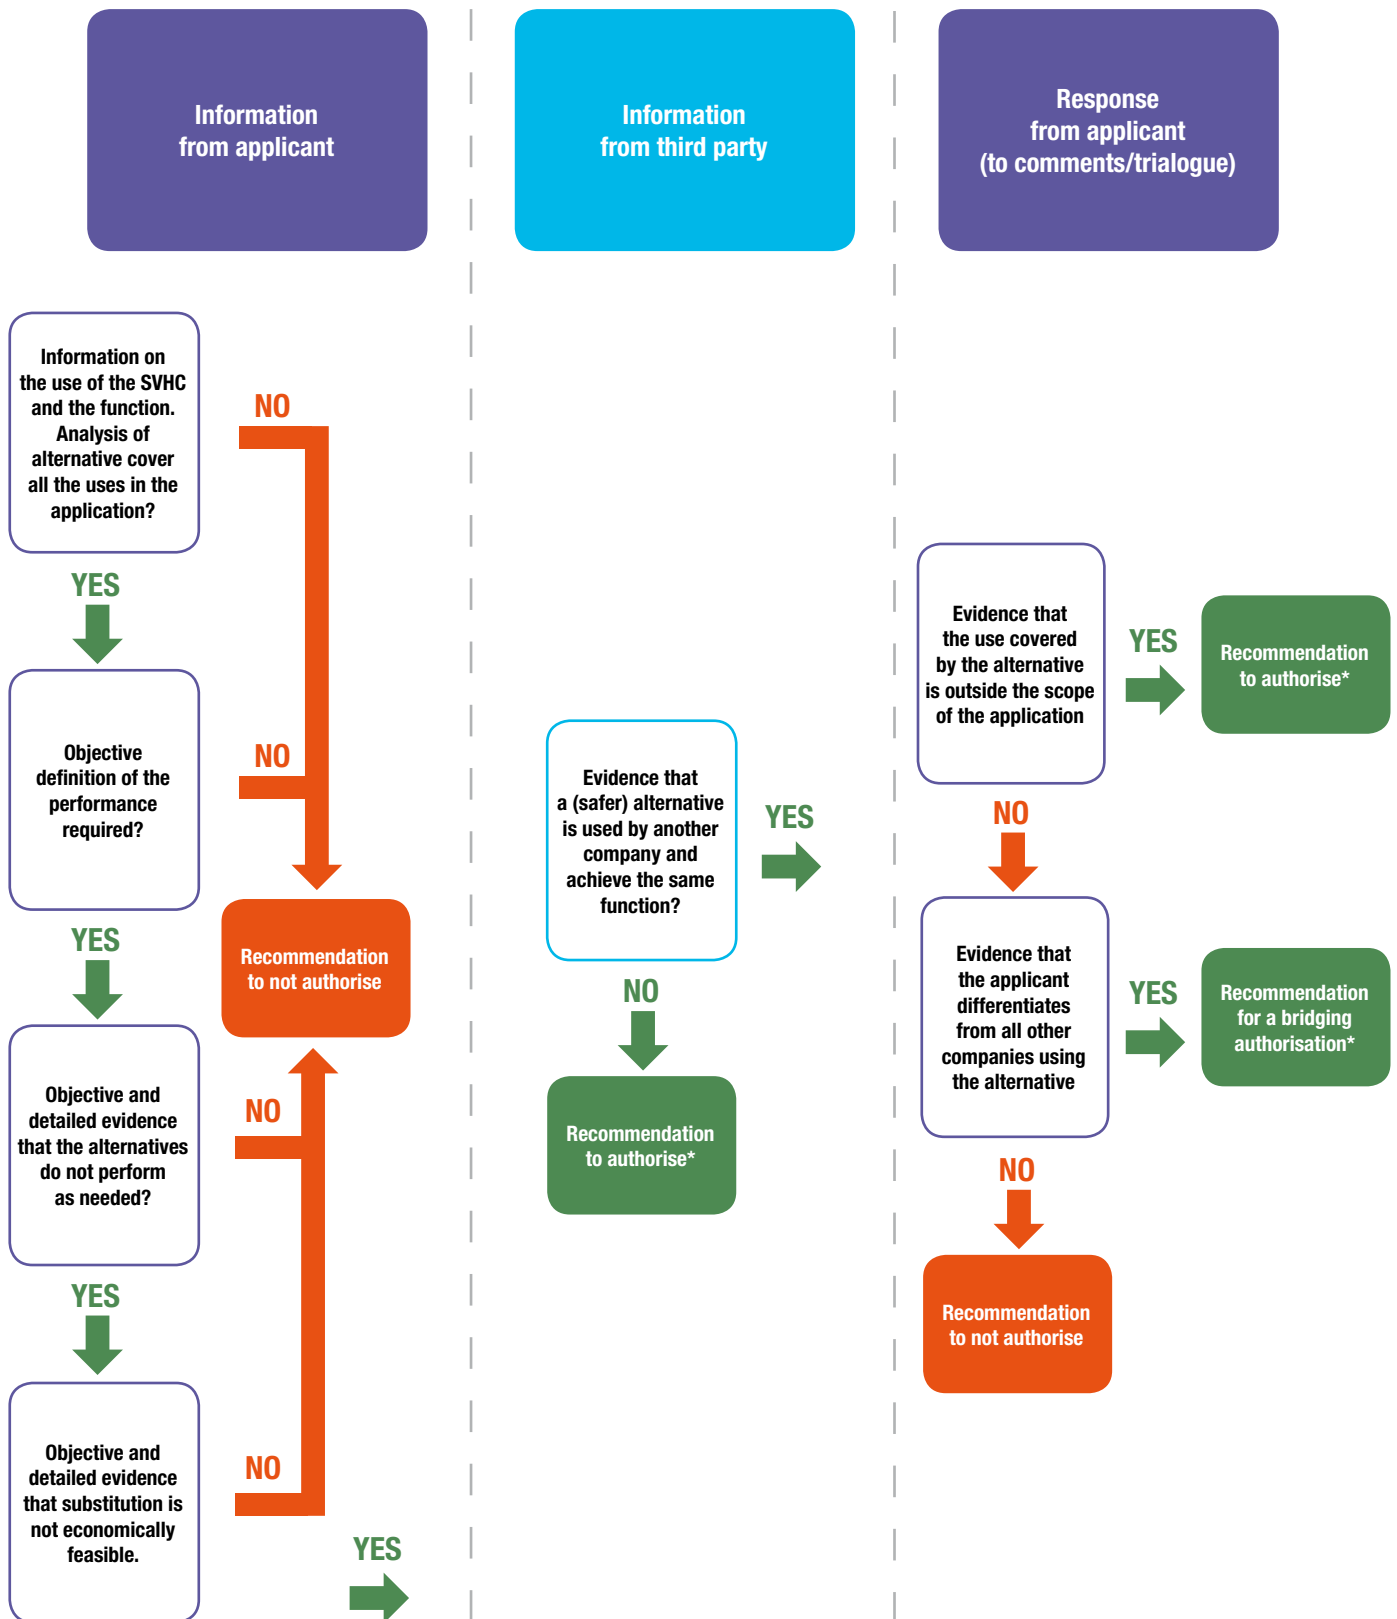 Information
from applicant
Information
from third party
Response
from applicant
(to comments/trialogue)
Information on
the use of the SVHC
and the function.
Analysis of
alternative cover
all the uses in the
application?
NO
YES
Objective
definition of the
performance
required?
NO
YES
Recommendation
to not authorise
Objective and
detailed evidence
that the alternatives
do not perform
as needed?
NO
YES
Objective and
detailed evidence
that substitution is
not economically
feasible.
NO
YES
Evidence that
a (safer) alternative
is used by another
company and
achieve the same
function?
YES
NO
Recommendation
to authorise*
Evidence that
the use covered
by the alternative
is outside the scope
of the application
YES
Recommendation
to authorise*
NO
Evidence that
the applicant
differentiates
from all other
companies using
the alternative
YES
Recommendation
for a bridging
authorisation*
NO
Recommendation
to not authorise